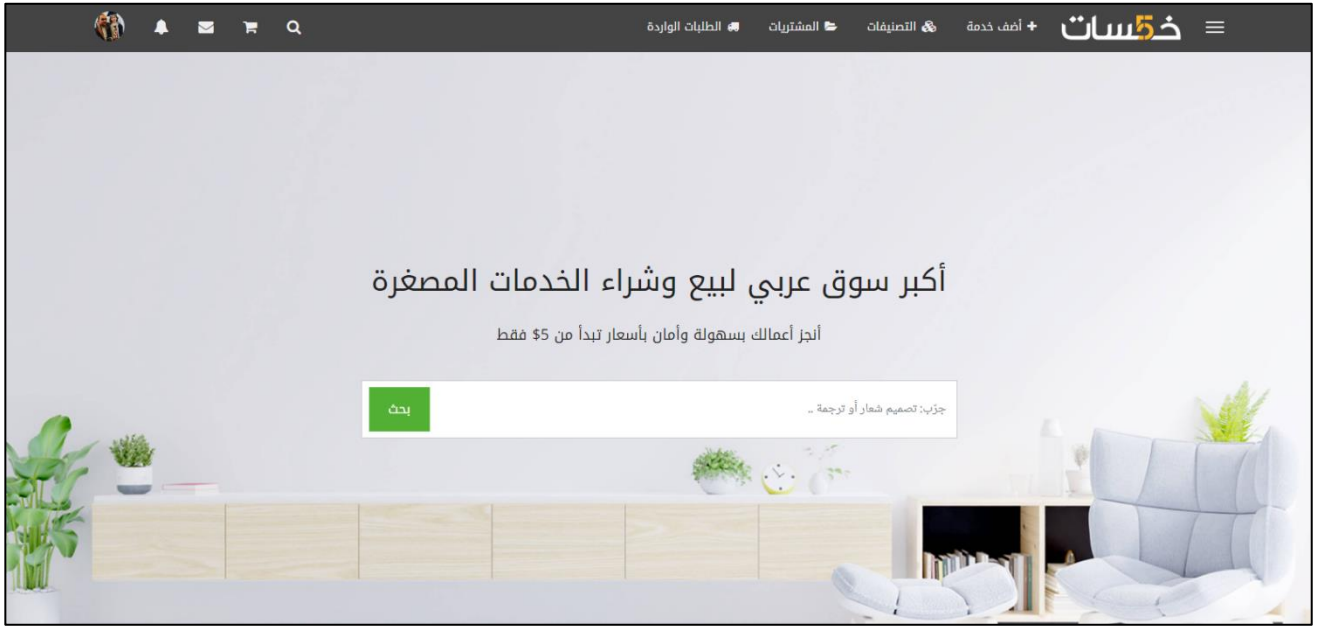 خمسات
أضف خدمة
التصنيفات
المشتريات
الطلبات الواردة
أكبر سوق عربي لبيع وشراء الخدمات المصغرة
أنجز أعمالك بسهولة وأمان بأسعار تبدأ من 5$ فقط
جرّب: تصميم شعار أو ترجمة ..
بحث